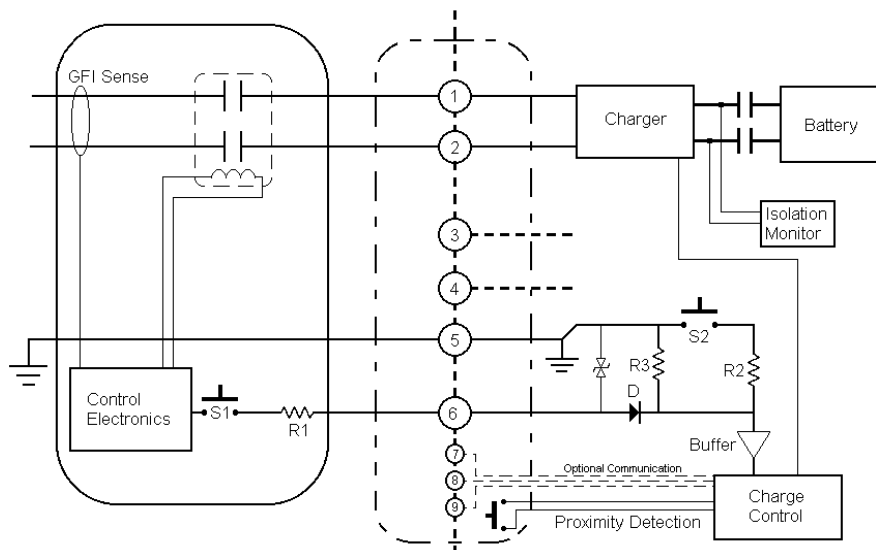 GFI Sense
1
Charger
Battery
2
Isolation
Monitor
3
4
5
S2
R3
R2
D
Control
Electronics
S1
R1
6
Buffer
7
Optional Communication
8
9
Proximity Detection
Charge
Control